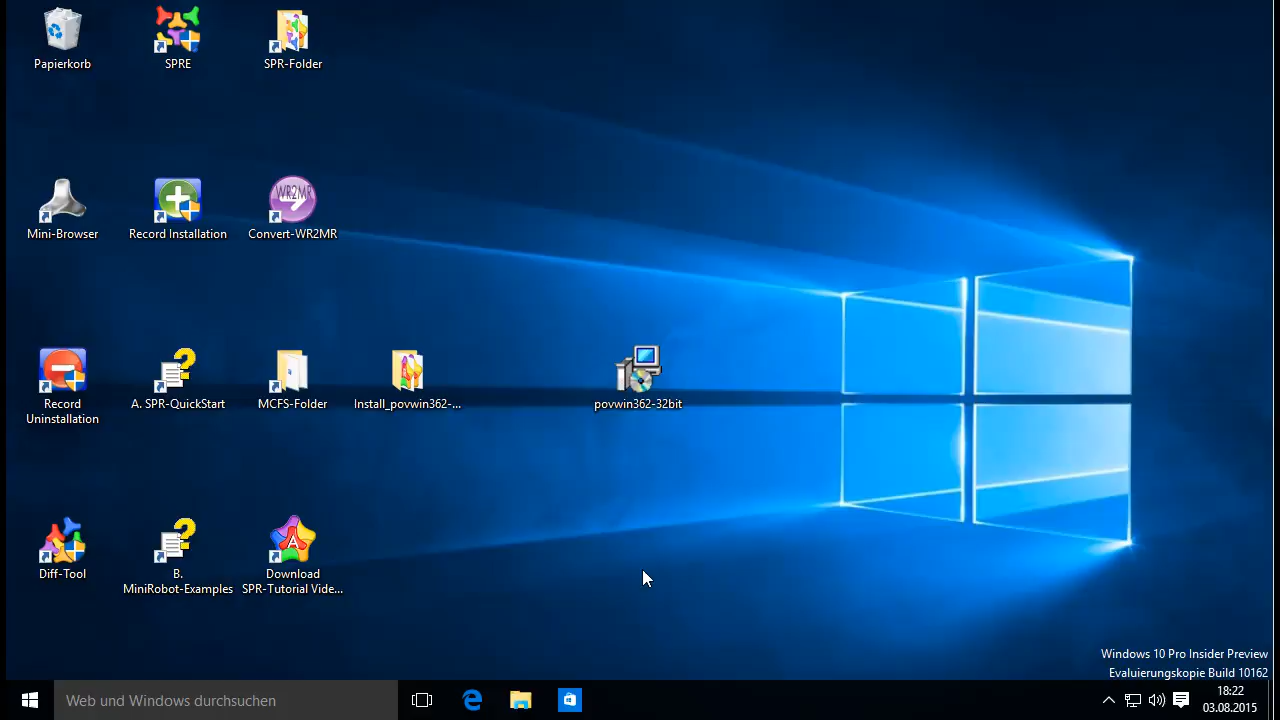 Papierkorb
SPRE
SPR-Folder
WR2MR
Mini-Browser
Record Installation
Convert-WR2MR
Record
Uninstallation
A. SPR-QuickStart
MCFS-Folder
Install_povwin362-...
povwin362-32bit
A
Diff-Tool
B.
MiniRobot-Examples
Download
SPR-Tutorial Vide...
Windows 10 Pro Insider Preview
Evaluierungskopie Build 10162
Web und Windows durchsuchen
18:22
03.08.2015